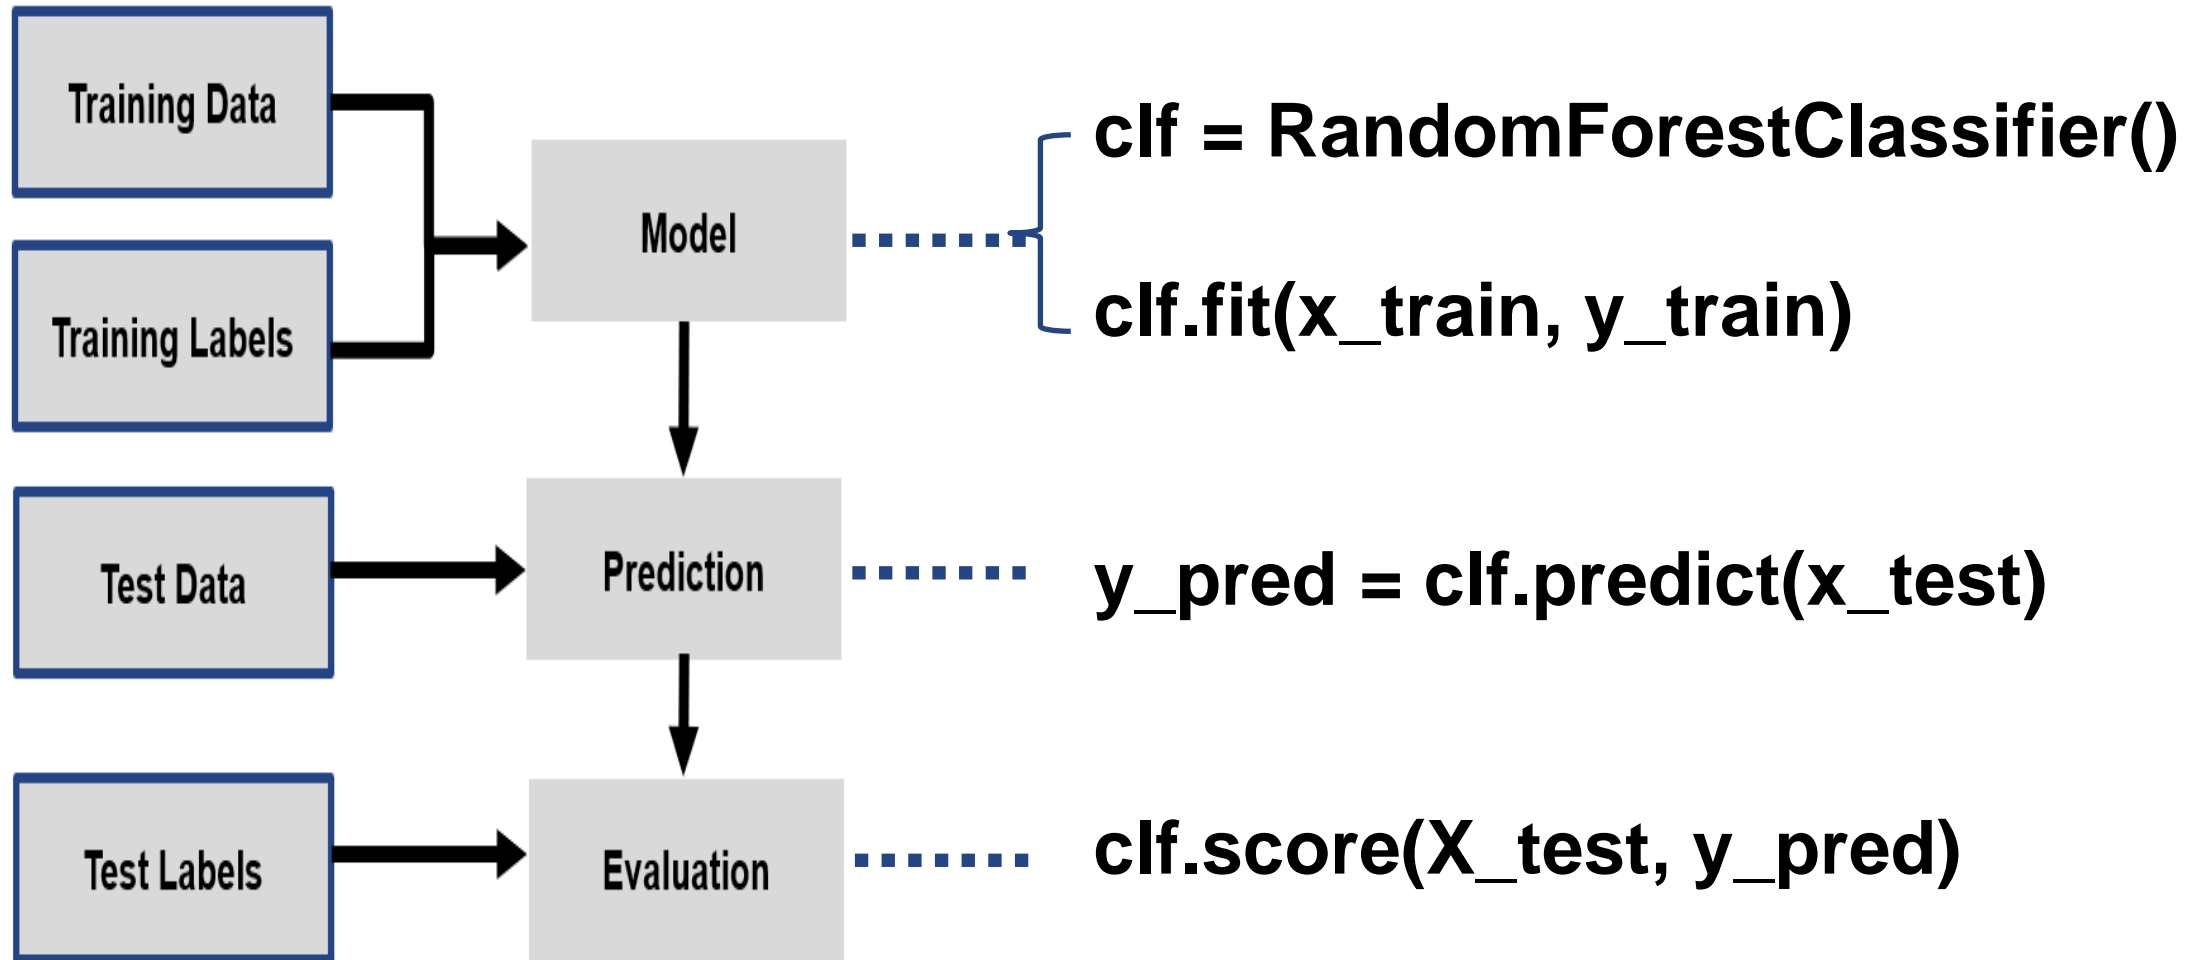 Training Data
clf = RandomForestClassifier()
Model
Training Labels
clf.fit(x_train, y_train)
Test Data
Prediction
y_pred = clf.predict(x_test)
Test Labels
Evaluation
clf.score(X_test, y_pred)